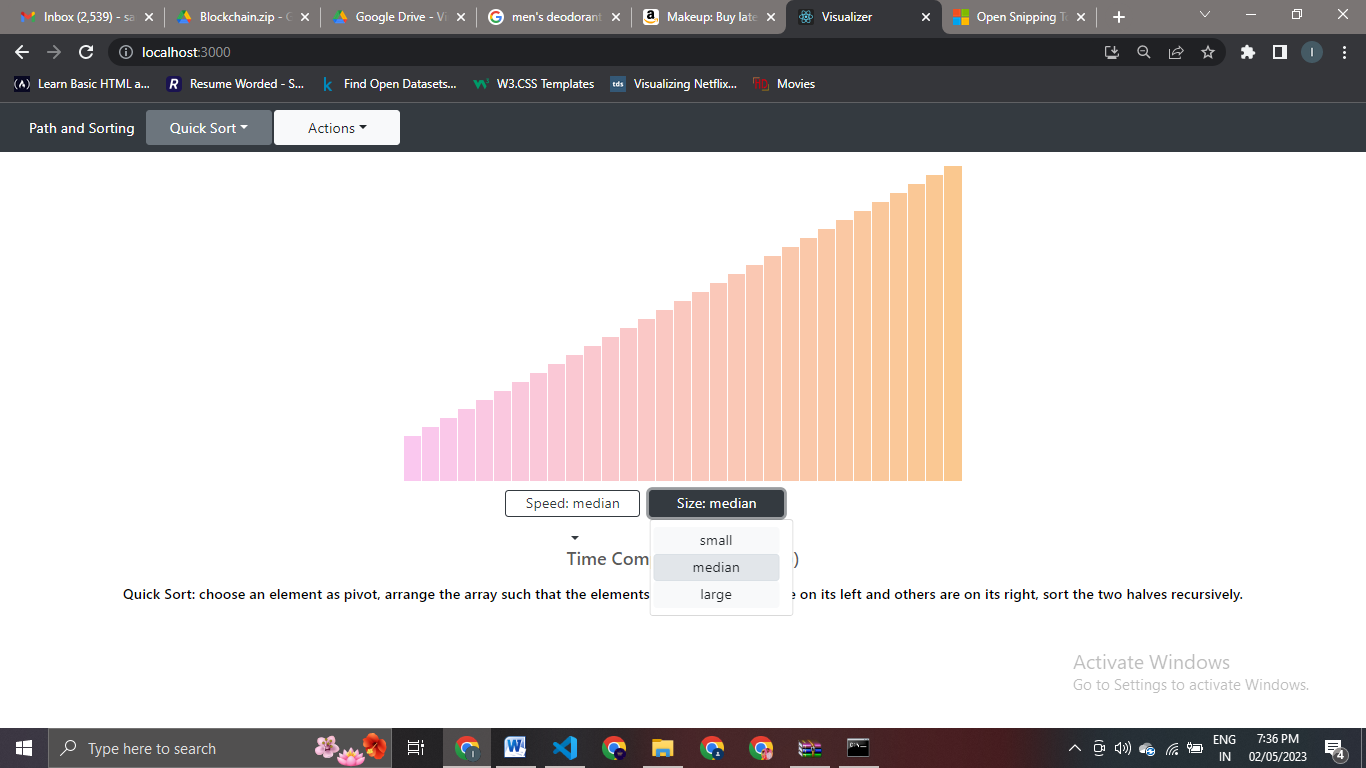 Inbox (2,539) - sa
Blockchain.zip - G
Google Drive - Vi
men's deodorant
Makeup: Buy late
Visualizer
Open Snipping T
localhost:3000
I
Learn Basic HTML a...
Resume Worded - S...
Find Open Datasets...
W3.CSS Templates
tds Visualizing Netflix...
Movies
Path and Sorting
Quick Sort
Actions
Speed: median
Size: median
small
Time Com )
median
Quick Sort: choose an element as pivot, arrange the array such that the elements on its left and others are on its right, sort the two halves recursively.
large
Activate Windows
Go to Settings to activate Windows.
Type here to search
ENG
IN
7:36 PM
02/05/2023
4